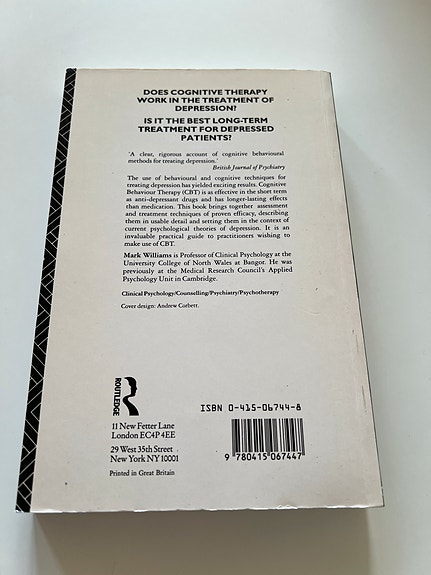 DOES COGNITIVE THERAPY
WORK IN THE TREATMENT OF
DEPRESSION?
IS IT THE BEST LONG-TERM
TREATMENT FOR DEPRESSED
PATIENTS?
'A clear, rigorous account of cognitive behavioural
methods for treating depression.'
British Journal of Psychiatry
The use of behavioural and cognitive techniques for
treating depression has yielded exciting results. Cognitive
Behaviour Therapy (CBT) is as effective in the short term
as anti-depressant drugs and has longer-lasting effects
than medication. This book brings together assessment
and treatment techniques of proven efficacy, describing
them in usable detail and setting them in the context of
current psychological theories of depression. It is an
invaluable practical guide to practitioners wishing to
make use of CBT.
Mark Williams is Professor of Clinical Psychology at the
University College of North Wales at Bangor. He was
previously at the Medical Research Council's Applied
Psychology Unit in Cambridge.
Clinical Psychology/Counselling/Psychiatry/Psychotherapy
Cover design: Andrew Corbett.
ROUTLEDGE
11 New Fetter Lane
London EC4P 4EE
29 West 35th Street
New York NY 10001
Printed in Great Britain
ISBN 0-415-06744-8
9 780415 067447